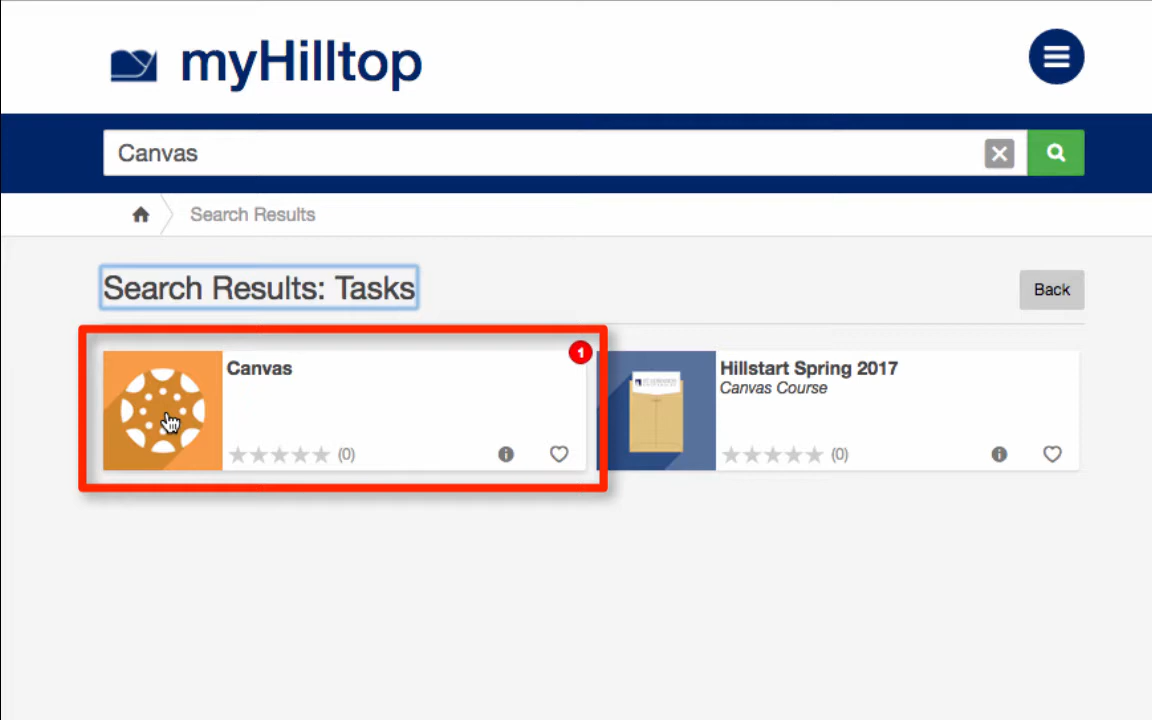 myHilltop
Canvas
Search Results
Search Results: Tasks
Back
Canvas
1
(0)
Hillstart Spring 2017
Canvas Course
(0)